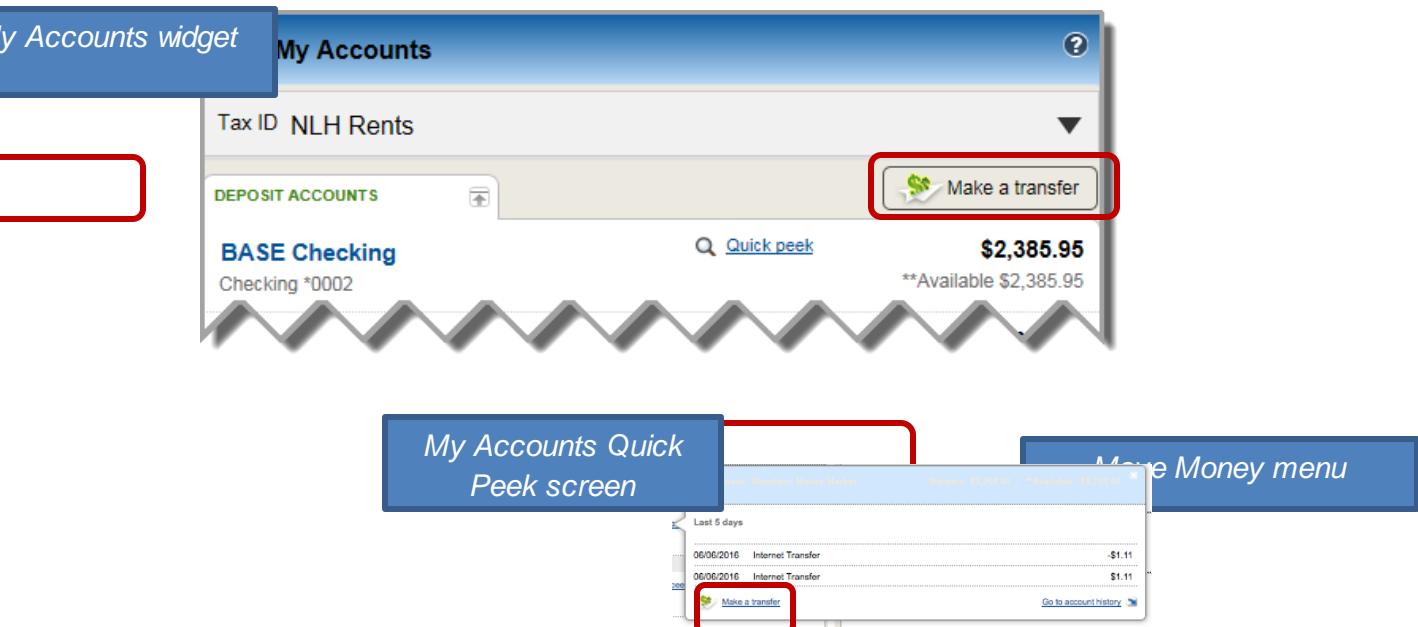 y Accounts widget
My Accounts
Tax ID NLH Rents
Make a transfer
DEPOSIT ACCOUNTS
BASE Checking
Quick peek
$2,385.95
Checking *0002
**Available $2,385.95
My Accounts Quick
Peek screen
Move Money menu
Last 5 days
06/06/2016 Internet Transfer -$1.11
06/06/2016 Internet Transfer $1.11
Make a transfer
Go to account history